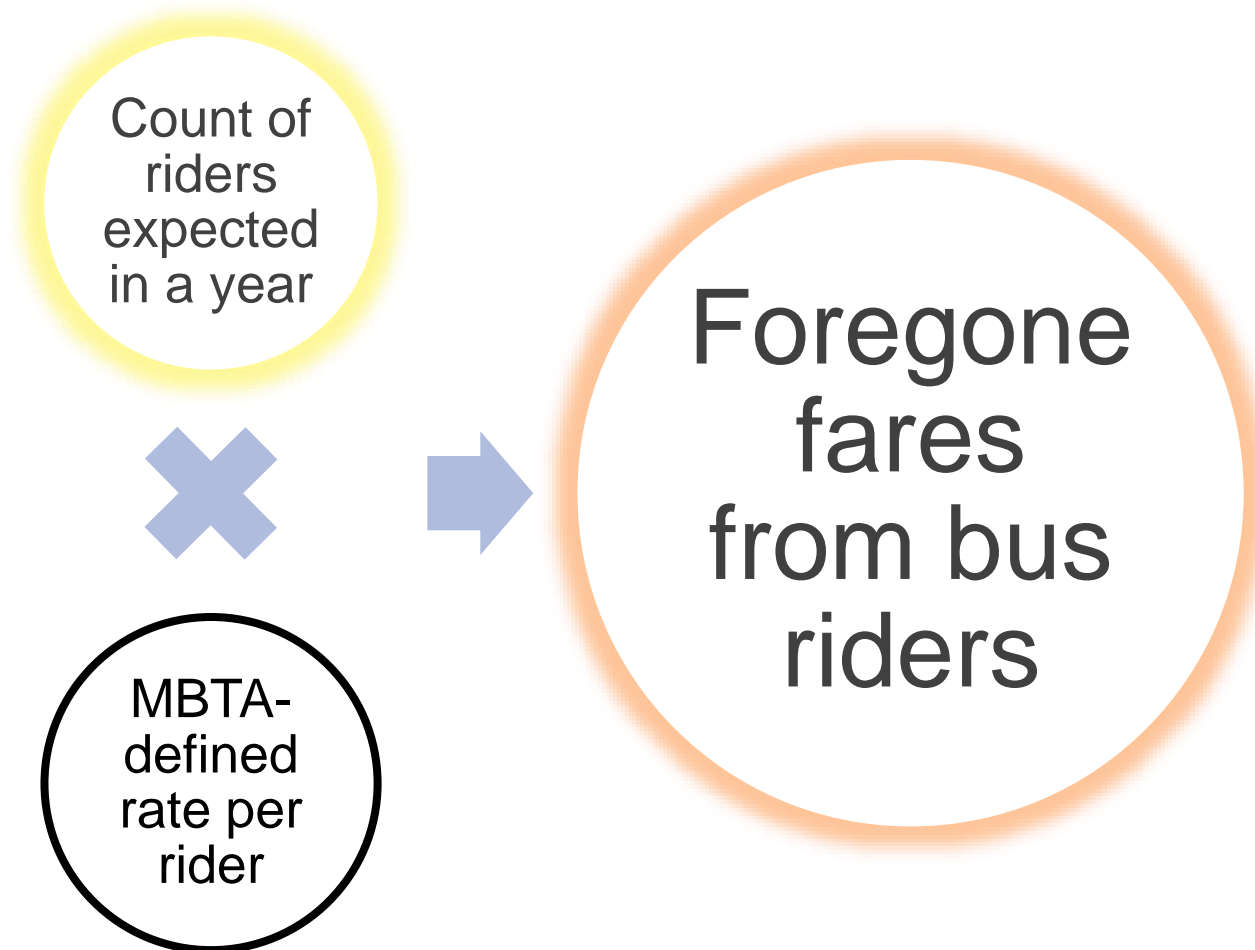 Count of
riders
expected
in a year
MBTA-
defined
rate per
rider
Foregone
fares
from bus
riders